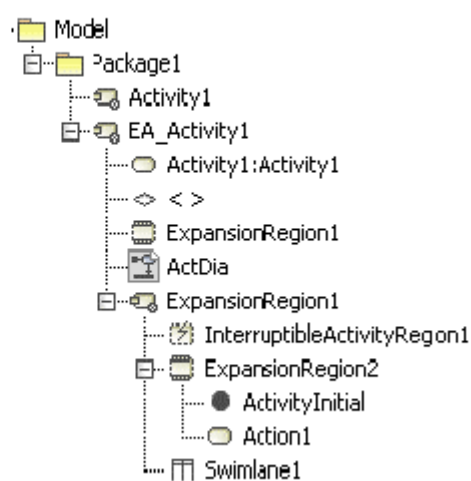 Model
Package1
Activity1
EA_Activity1
Activity1:Activity1
< >
ExpansionRegion1
ActDia
ExpansionRegion1
InterruptibleActivityRegon1
ExpansionRegion2
ActivityInitial
Action1
Swimlane1